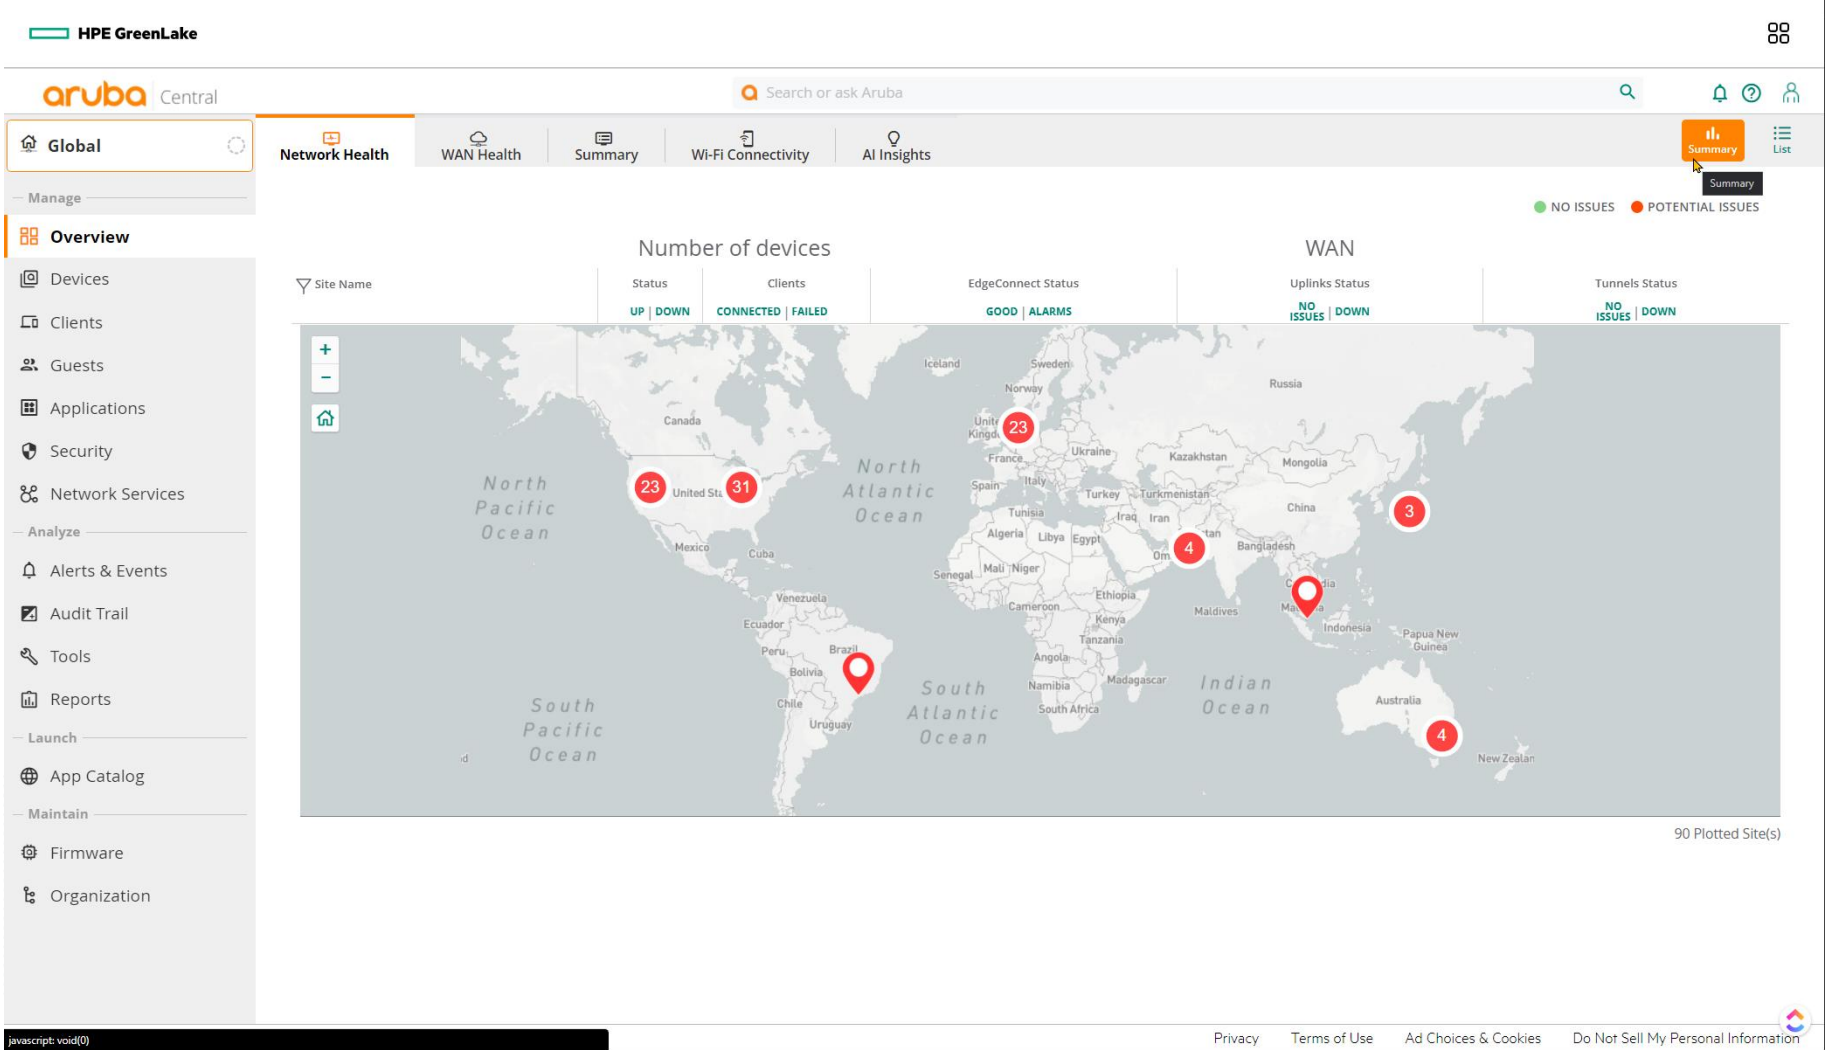 HPE GreenLake
aruba Central
Search or ask Aruba
Global
Network Health
WAN Health
Summary
Wi-Fi Connectivity
AI Insights
Summary
List
Summary
NO ISSUES
POTENTIAL ISSUES
Manage
Overview
Devices
Clients
Guests
Applications
Security
Network Services
Analyze
Alerts & Events
Audit Trail
Tools
Reports
Launch
App Catalog
Maintain
Firmware
Organization
Number of devices
WAN
Site Name
Status
Clients
EdgeConnect Status
Uplinks Status
Tunnels Status
UP | DOWN
CONNECTED | FAILED
GOOD | ALARMS
NO ISSUES | DOWN
NO ISSUES | DOWN
+
−
Iceland
Sweden
Norway
Russia
Canada
Unite
Kingd
23
Ukraine
Kazakhstan
Mongolia
France
North
Pacific
Ocean
23
United Sta
31
North
Atlantic
Ocean
Spain
Italy
Turkey
Turkmenistan
China
3
Tunisia
Iraq
Iran
Algeria
Libya
Egypt
Om
4
tan
Bangladesh
Mexico
Cuba
Senegal
Mali
Niger
Ethiopia
C
dia
Venezuela
Cameroon
Kenya
Maldives
Ma
a
Ecuador
Indonesia
Papua New
Guinea
Tanzania
Peru
Brazil
Angola
Bolivia
Namibia
Madagascar
South
Atlantic
Ocean
Indian
Ocean
Australia
South
Pacific
Ocean
Chile
Uruguay
South Africa
4
New Zealan
d
90 Plotted Site(s)
javascript: void(0)
Privacy
Terms of Use
Ad Choices & Cookies
Do Not Sell My Personal Information